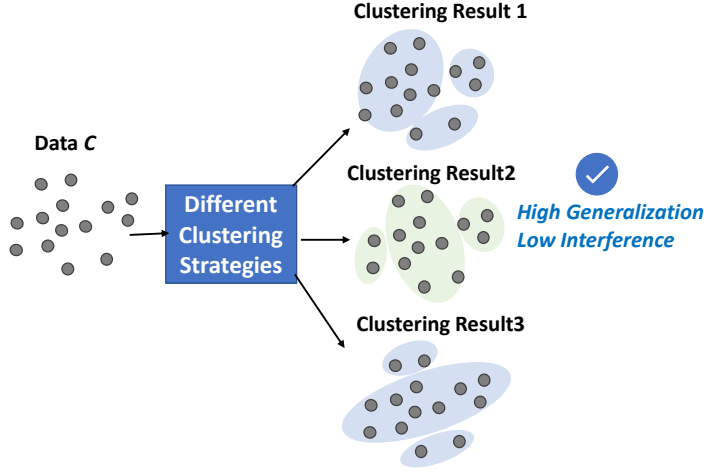 Clustering Result 1
Data C
Different
Clustering
Strategies
Clustering Result2
High Generalization
Low Interference
Clustering Result3